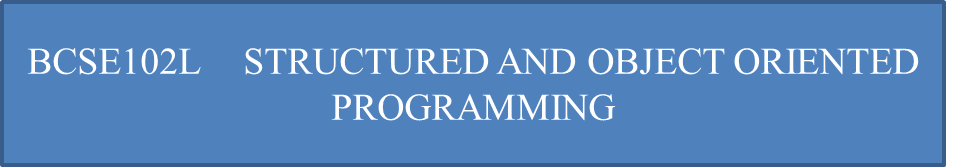 BCSE102L STRUCTURED AND OBJECT ORIENTED
PROGRAMMING